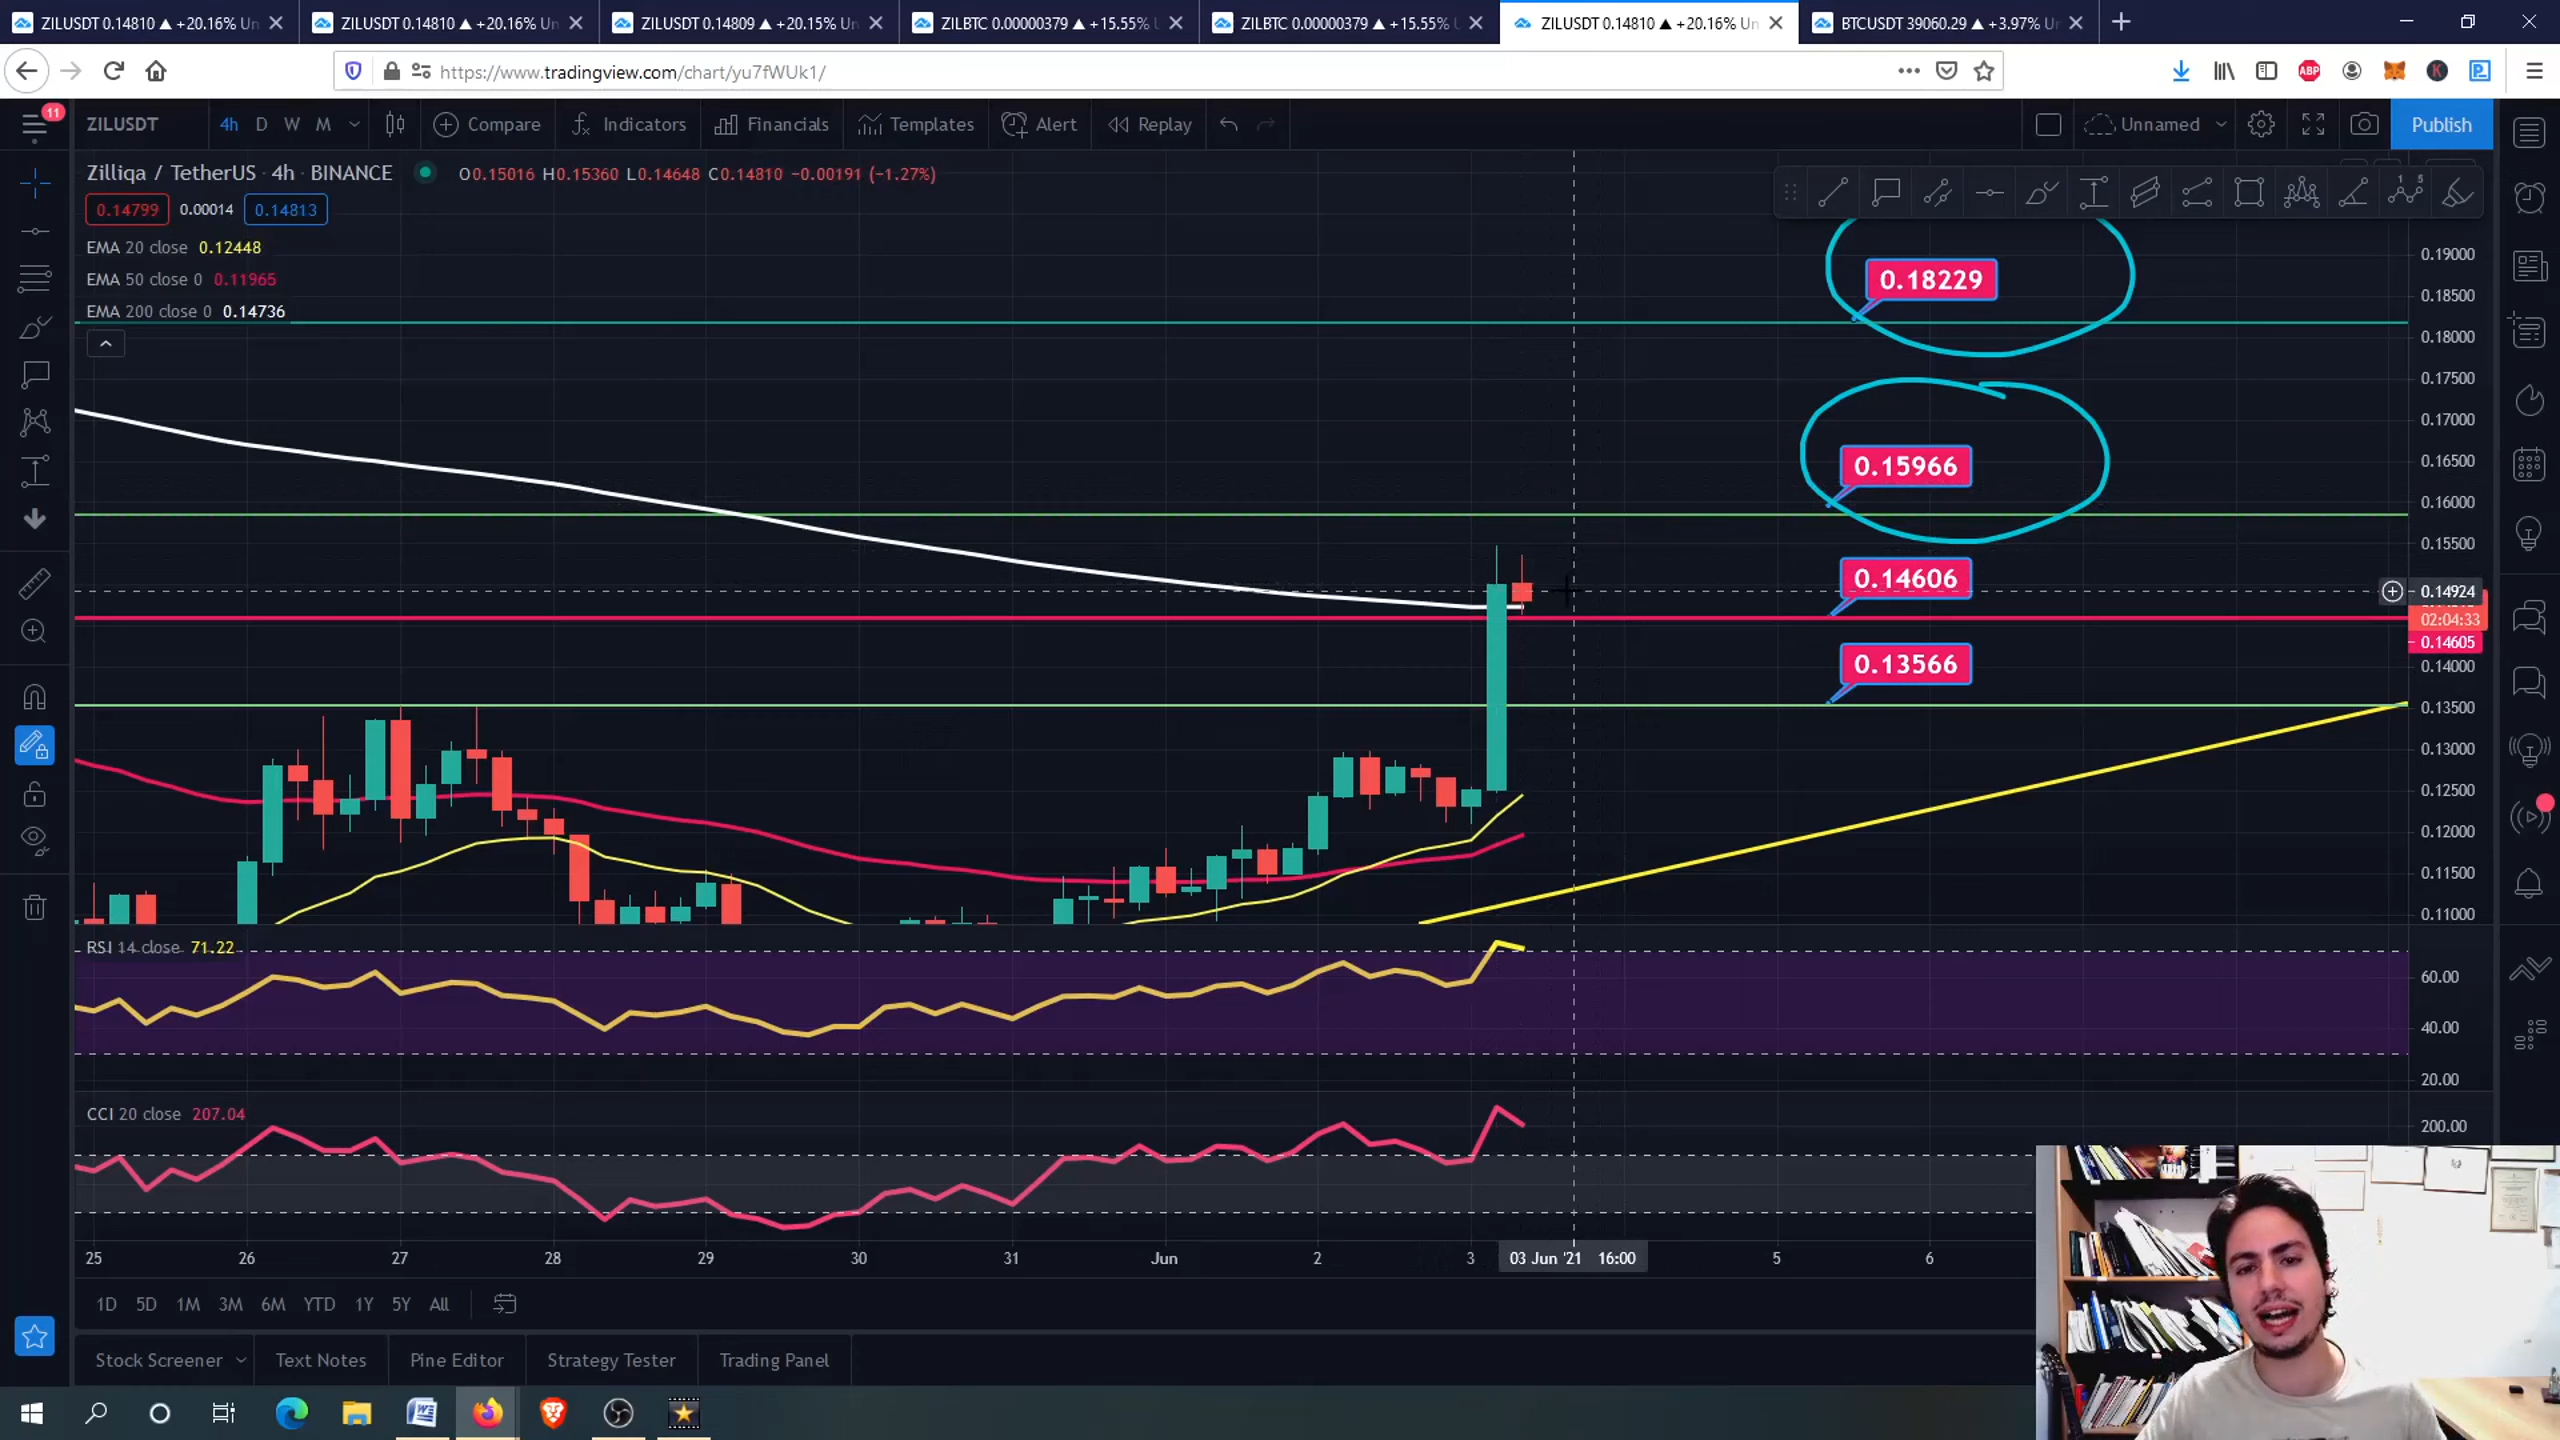 ZILUSDT 0.14810 ▲ +20.16% Un
ZILUSDT 0.14810 ▲ +20.16% Un
ZILUSDT 0.14809 ▲ +20.15% Un
ZILBTC 0.00000379 ▲ +15.55% U
ZILBTC 0.00000379 ▲ +15.55% U
ZILUSDT 0.14810 ▲ +20.16% Un
BTCUSDT 39060.29 ▲ +3.97% Un
https://www.tradingview.com/chart/yu7fWUk1/
ABP
K
11
ZILUSDT
4h D W M
Compare
Indicators
Financials
Templates
Alert
Replay
Unnamed
Publish
Zilliqa / TetherUS · 4h · BINANCE
O0.15016 H0.15360 L0.14648 C0.14810 −0.00191 (−1.27%)
0.14799 0.00014 0.14813
EMA 20 close 0.12448
EMA 50 close 0 0.11965
EMA 200 close 0 0.14736
0.18229
0.15966
0.14606
0.13566
0.19000
0.18500
0.18000
0.17500
0.17000
0.16500
0.16000
0.15500
0.14924
02:04:33
0.14605
0.14000
0.13500
0.13000
0.12500
0.12000
0.11500
0.11000
RSI 14 close 71.22
60.00
40.00
20.00
CCI 20 close 207.04
200.00
25 26 27 28 29 30 31 Jun 2 3 03 Jun '21 16:00 5 6
1D 5D 1M 3M 6M YTD 1Y 5Y All
Stock Screener
Text Notes
Pine Editor
Strategy Tester
Trading Panel